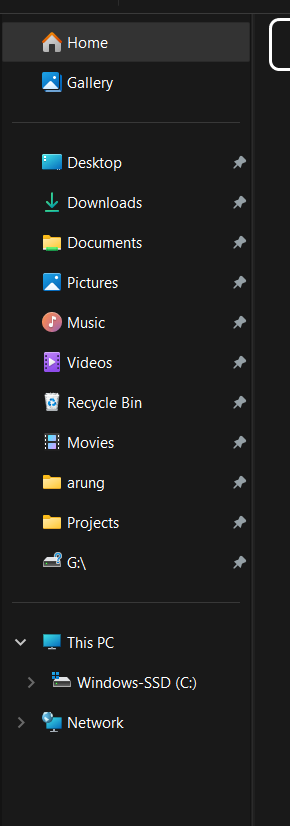 Home
Gallery
Desktop
Downloads
Documents
Pictures
Music
Videos
Recycle Bin
Movies
arung
Projects
G:\
This PC
Windows-SSD (C:)
Network